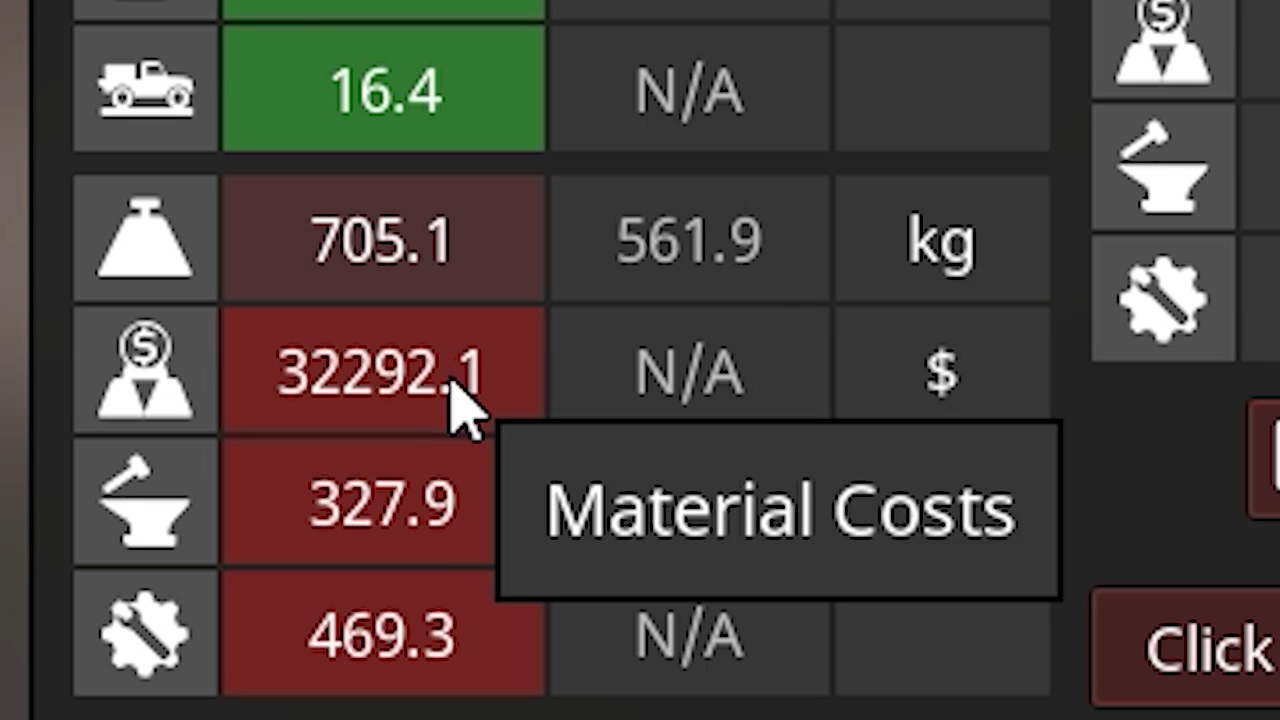 16.4 N/A
705.1 561.9 kg
32292.1 N/A $
327.9
Material Costs
469.3 N/A
Click